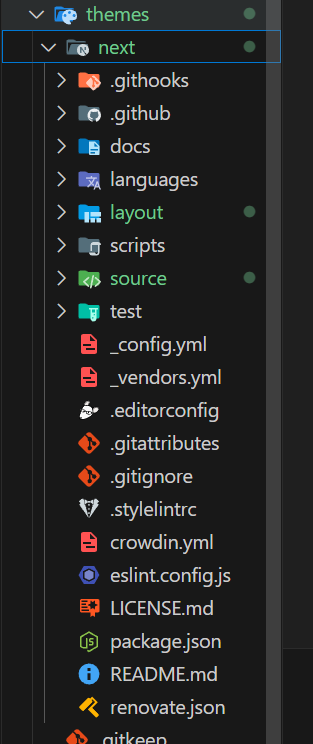 themes
next
.githooks
.github
docs
languages
layout
scripts
source
test
_config.yml
_vendors.yml
.editorconfig
.gitattributes
.gitignore
.stylelintrc
crowdin.yml
eslint.config.js
LICENSE.md
package.json
README.md
renovate.json
.gitkeep